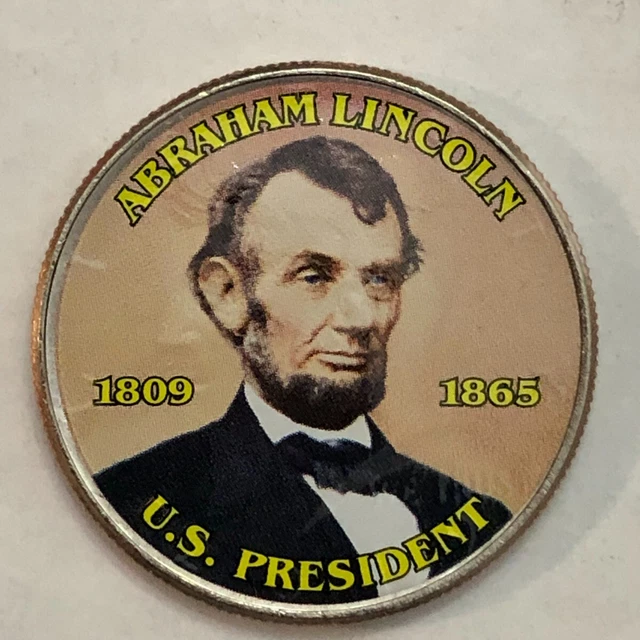 ABRAHAM LINCOLN
1809
1865
U.S. PRESIDENT